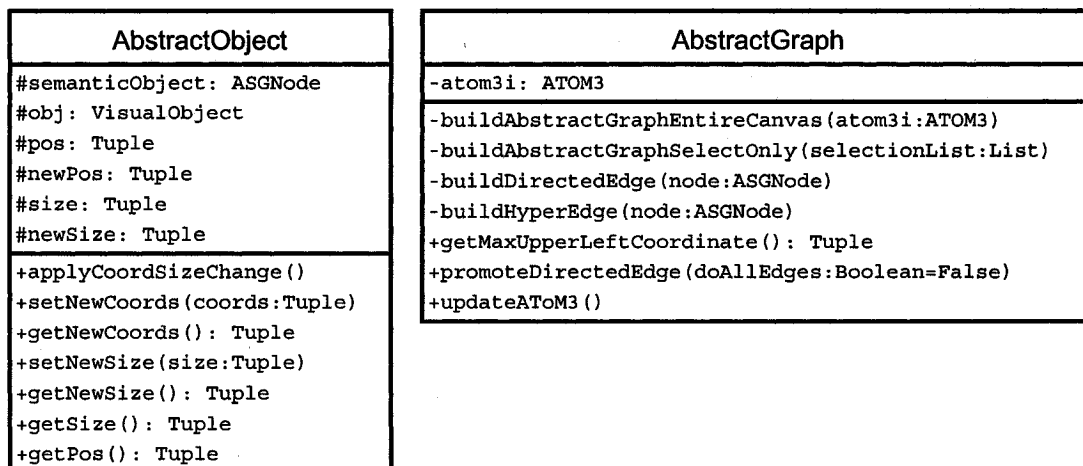 AbstractObject
#semanticObject: ASGNode
#obj: VisualObject
#pos: Tuple
#newPos: Tuple
#size: Tuple
#newSize: Tuple
+applyCoordSizeChange()
+setNewCoords(coords:Tuple)
+getNewCoords(): Tuple
+setNewSize(size:Tuple)
+getNewSize(): Tuple
+getSize(): Tuple
+getPos(): Tuple
AbstractGraph
-atom3i: ATOM3
-buildAbstractGraphEntireCanvas(atom3i:ATOM3)
-buildAbstractGraphSelectOnly(selectionList:List)
-buildDirectedEdge(node:ASGNode)
-buildHyperEdge(node:ASGNode)
+getMaxUpperLeftCoordinate(): Tuple
+promoteDirectedEdge(doAllEdges:Boolean=False)
+updateAToM3()